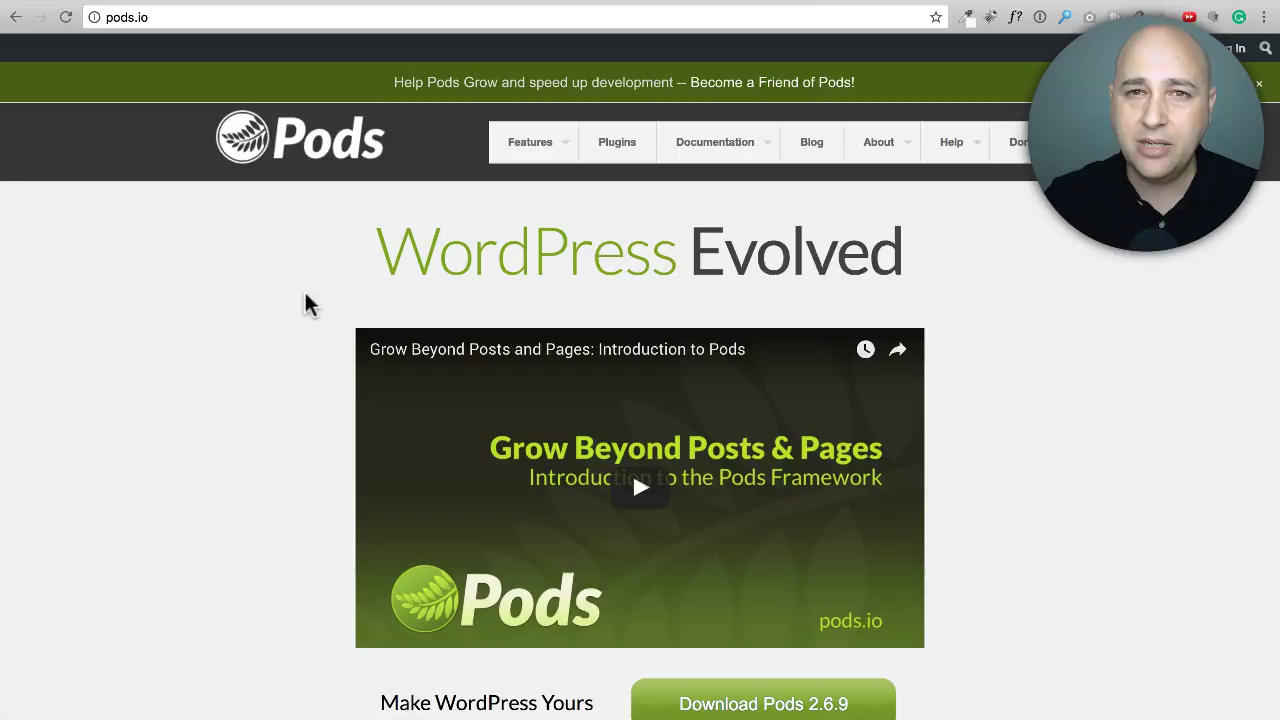 pods.io
g In
Help Pods Grow and speed up development -- Become a Friend of Pods!
Pods
Features
Plugins
Documentation
Blog
About
Help
Don
WordPress Evolved
Grow Beyond Posts and Pages: Introduction to Pods
Grow Beyond Posts & Pages
Introduction to the Pods Framework
Pods
pods.io
Make WordPress Yours
Download Pods 2.6.9